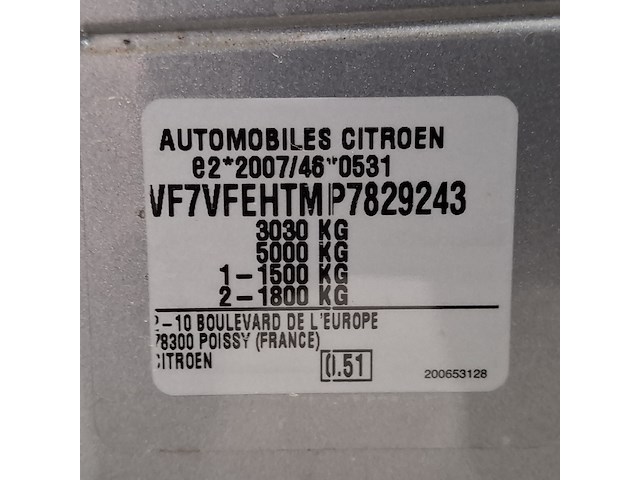 AUTOMOBILES CITROEN
e2*2007/46*0531
VF7VFEHTMP7829243
3030 KG
5000 KG
1-1500 KG
2-1800 KG
2-10 BOULEVARD DE L'EUROPE
78300 POISSY (FRANCE)
CITROEN
0.51
200653128